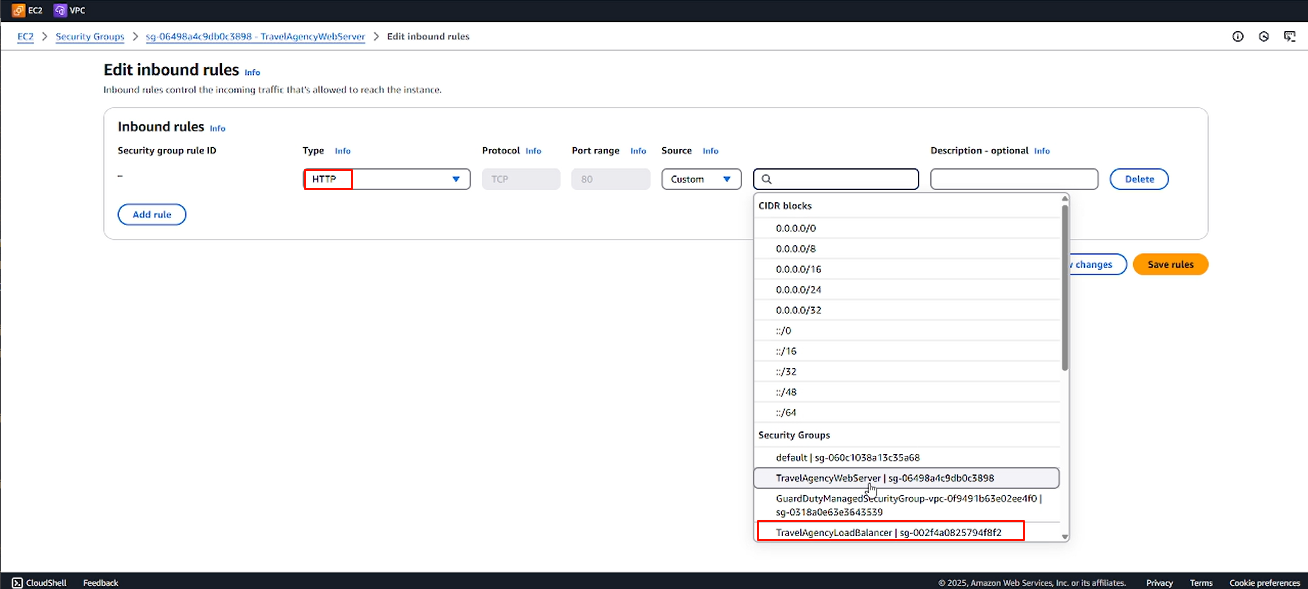 EC2 VPC
EC2 > Security Groups > sg-06498a4c9db0c3898 - TravelAgencyWebServer > Edit inbound rules
Edit inbound rules Info
Inbound rules control the incoming traffic that's allowed to reach the instance.
Inbound rules Info
Security group rule ID Type Info Protocol Info Port range Info Source Info Description - optional Info
– HTTP TCP 80 Custom Delete
Add rule
CIDR blocks
0.0.0.0/0
0.0.0.0/8
0.0.0.0/16
0.0.0.0/24
0.0.0.0/32
::/0
::/16
::/32
::/48
::/64
changes Save rules
Security Groups
default | sg-060c1038a13c35a68
TravelAgencyWebServer | sg-06498a4c9db0c3898
GuardDutyManagedSecurityGroup-vpc-0f9491b63e02ee4f0 |
sg-0318a0e63e3643539
TravelAgencyLoadBalancer | sg-002f4a0825794f8f2
CloudShell Feedback © 2025, Amazon Web Services, Inc. or its affiliates. Privacy Terms Cookie preferences